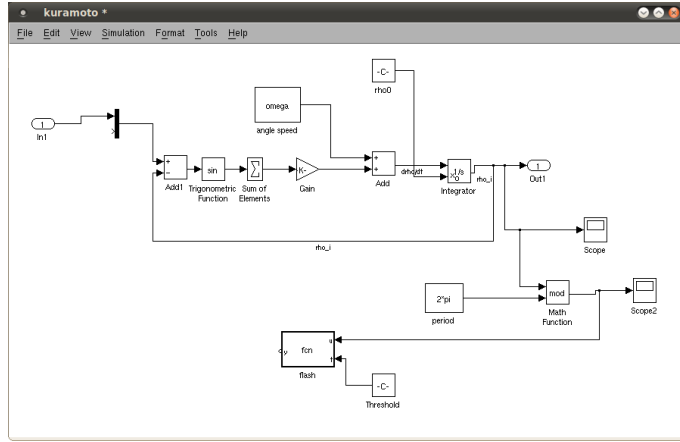 kuramoto *
File Edit View Simulation Format Tools Help
-C-
rho0
omega
angle speed
1
In1
+
-
Add1
sin
Trigonometric
Function
Σ
Sum of
Elements
-K-
Gain
+
+
Add
drho/dt
1/s
x0
Integrator
rho_i
1
Out1
rho_i
Scope
2*pi
period
mod
Math
Function
Scope2
y
fcn
u
t
flash
-C-
Threshold